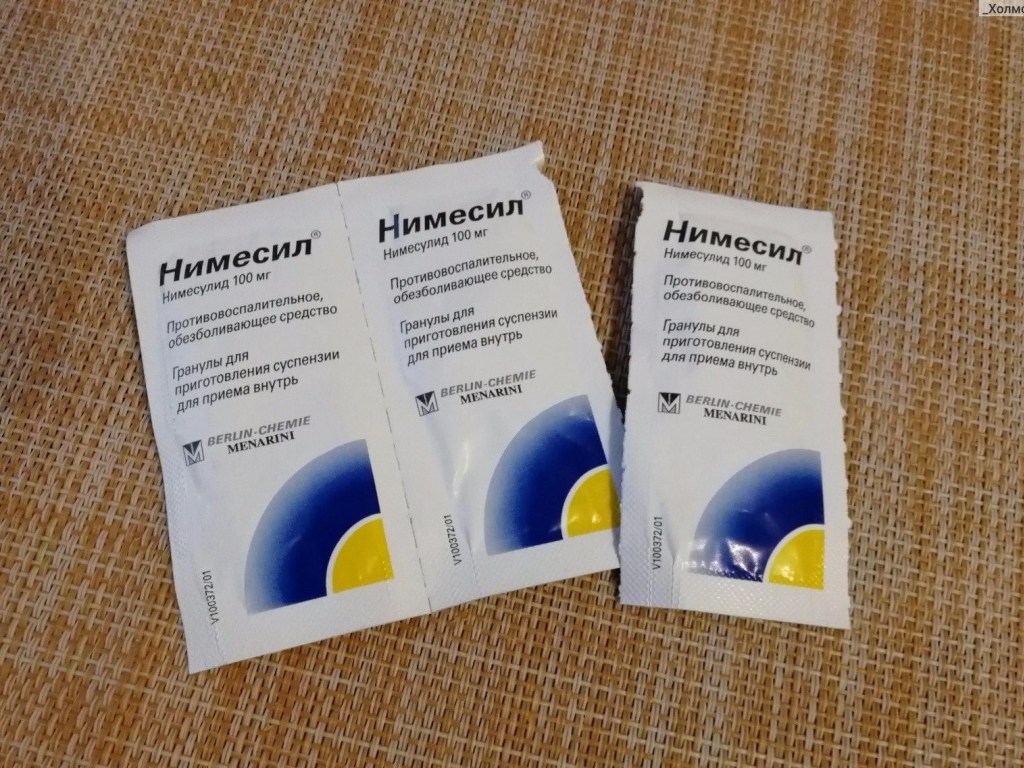 _Холмо
Нимесил®
Нимесулид 100 мг
Противовоспалительное,
обезболивающее средство
Гранулы для
приготовления суспензии
для приема внутрь
BERLIN-CHEMIE
MENARINI
V100372/01
Нимесил®
Нимесулид 100 мг
Противовоспалительное,
обезболивающее средство
Гранулы для
приготовления суспензии
для приема внутрь
BERLIN-CHEMIE
MENARINI
V100372/01
Нимесил®
Нимесулид 100 мг
Противовоспалительное,
обезболивающее средство
Гранулы для
приготовления суспензии
для приема внутрь
BERLIN-CHEMIE
MENARINI
V100372/01